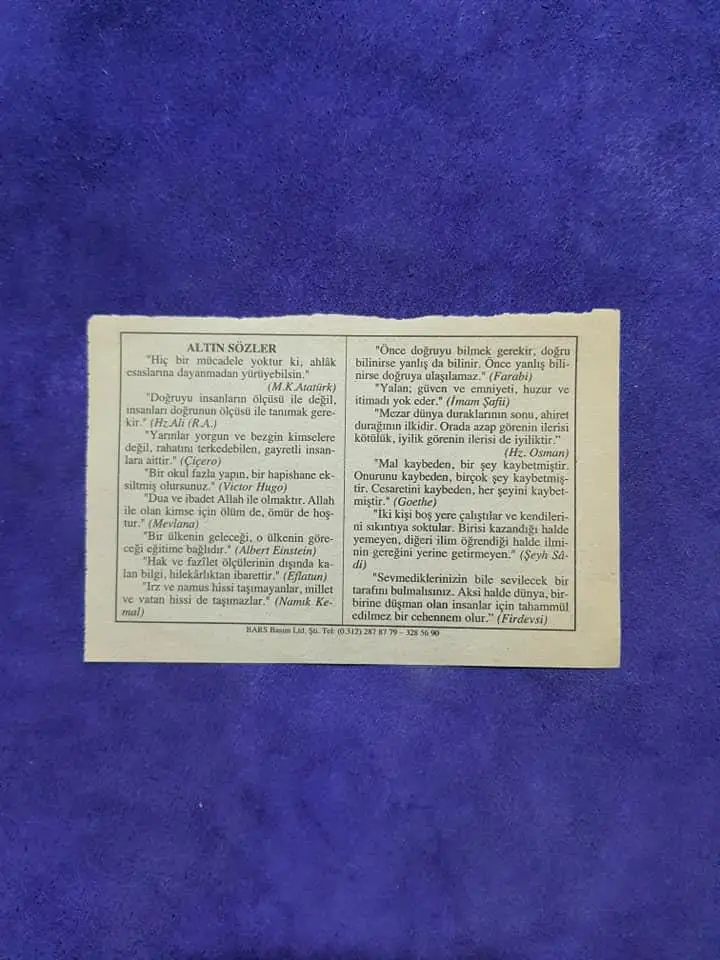 ALTIN SÖZLER
"Hiç bir mücadele yoktur ki, ahlâk
esaslarına dayanmadan yürüyebilsin."
(M.K.Atatürk)
"Doğruyu insanların ölçüsü ile değil,
insanları doğrunun ölçüsü ile tanımak gere-
kir." (Hz.Ali (R.A.)
"Yarınlar yorgun ve bezgin kimselere
değil, rahatını terkedebilen, gayretli insan-
lara aittir." (Çiçero)
"Bir okul fazla yapın, bir hapishane ek-
siltmiş olursunuz." (Victor Hugo)
"Dua ve ibadet Allah ile olmaktır. Allah
ile olan kimse için ölüm de, ömür de hoş-
tur." (Mevlana)
"Bir ülkenin geleceği, o ülkenin göre-
ceği eğitime bağlıdır." (Albert Einstein)
"Hak ve fazîlet ölçülerinin dışında ka-
lan bilgi, hilekârlıktan ibarettir." (Eflatun)
"Irz ve namus hissi taşımayanlar, millet
ve vatan hissi de taşımazlar." (Namık Ke-
mal)
"Önce doğruyu bilmek gerekir, doğru
bilinirse yanlış da bilinir. Önce yanlış bili-
nirse doğruya ulaşılamaz." (Farabi)
"Yalan; güven ve emniyeti, huzur ve
itimadı yok eder." (İmam Şafii)
"Mezar dünya duraklarının sonu, ahiret
durağının ilkidir. Orada azap görenin ilerisi
kötülük, iyilik görenin ilerisi de iyiliktir."
(Hz. Osman)
"Mal kaybeden, bir şey kaybetmiştir.
Onurunu kaybeden, birçok şey kaybetmiş-
tir. Cesaretini kaybeden, her şeyini kaybet-
miştir." (Goethe)
"İki kişi boş yere çalıştılar ve kendileri-
ni sıkıntıya soktular. Birisi kazandığı halde
yemeyen, diğeri ilim öğrendiği halde ilmi-
nin gereğini yerine getirmeyen." (Şeyh Sâ-
di)
"Sevmediklerinizin bile sevilecek bir
tarafını bulmalısınız. Aksi halde dünya, bir-
birine düşman olan insanlar için tahammül
edilmez bir cehennem olur." (Firdevsi)
BARS Basım Ltd. Şti. Tel: (0.312) 287 87 79 – 328 56 90